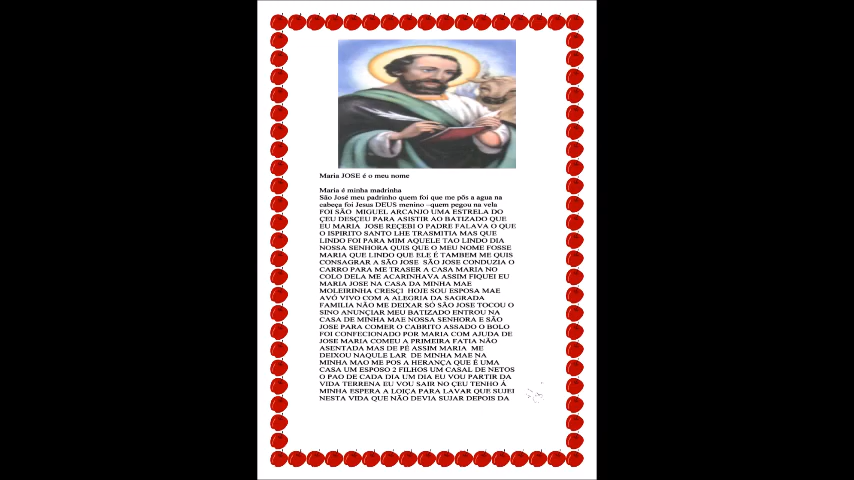 Maria JOSE é o meu nome
Maria é minha madrinha
São José meu padrinho quem foi que me pôs a agua na
cabeça foi Jesus DEUS menino –quem pegou na vela
FOI SÃO MIGUEL ARCANJO UMA ESTRELA DO
ÇEU DESÇEU PARA ASISTIR AO BATIZADO QUE
EU MARIA JOSE REÇEBI O PADRE FALAVA O QUE
O ISPIRITO SANTO LHE TRASMITIA MAS QUE
LINDO FOI PARA MIM AQUELE TAO LINDO DIA
NOSSA SENHORA QUIS QUE O MEU NOME FOSSE
MARIA QUE LINDO QUE ELE É TAMBEM ME QUIS
CONSAGRAR A SÃO JOSE SÃO JOSE CONDUZIA O
CARRO PARA ME TRASER A CASA MARIA NO
COLO DELA ME ACARINHAVA ASSIM FIQUEI EU
MARIA JOSE NA CASA DA MINHA MAE
MOLEIRINHA CRESÇI HOJE SOU ESPOSA MAE
AVÓ VIVO COM A ALEGRIA DA SAGRADA
FAMILIA NÃO ME DEIXAR SÓ SÃO JOSE TOCOU O
SINO ANUNÇIAR MEU BATIZADO ENTROU NA
CASA DE MINHA MAE NOSSA SENHORA E SÃO
JOSE PARA COMER O CABRITO ASSADO O BOLO
FOI CONFECIONADO POR MARIA COM AJUDA DE
JOSE MARIA COMEU A PRIMEIRA FATIA NÃO
ASENTADA MAS DE PÉ ASSIM MARIA ME
DEIXOU NAQULE LAR DE MINHA MAE NA
MINHA MAO ME POS A HERANÇA QUE É UMA
CASA UM ESPOSO 2 FILHOS UM CASAL DE NETOS
O PAO DE CADA DIA UM DIA EU VOU PARTIR DA
VIDA TERRENA EU VOU SAIR NO ÇEU TENHO Á
MINHA ESPERA A LOIÇA PARA LAVAR QUE SUJEI
NESTA VIDA QUE NÃO DEVIA SUJAR DEPOIS DA